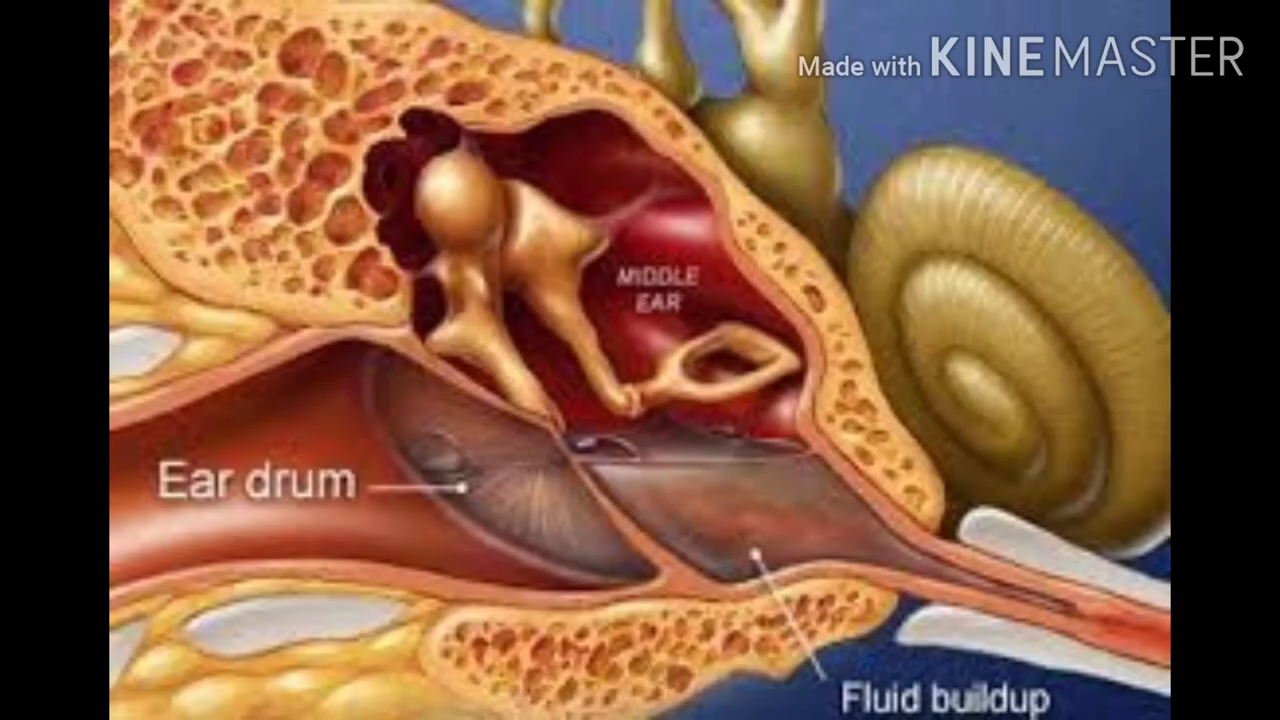 Made with KINEMASTER
MIDDLE
EAR
Ear drum
Fluid buildup